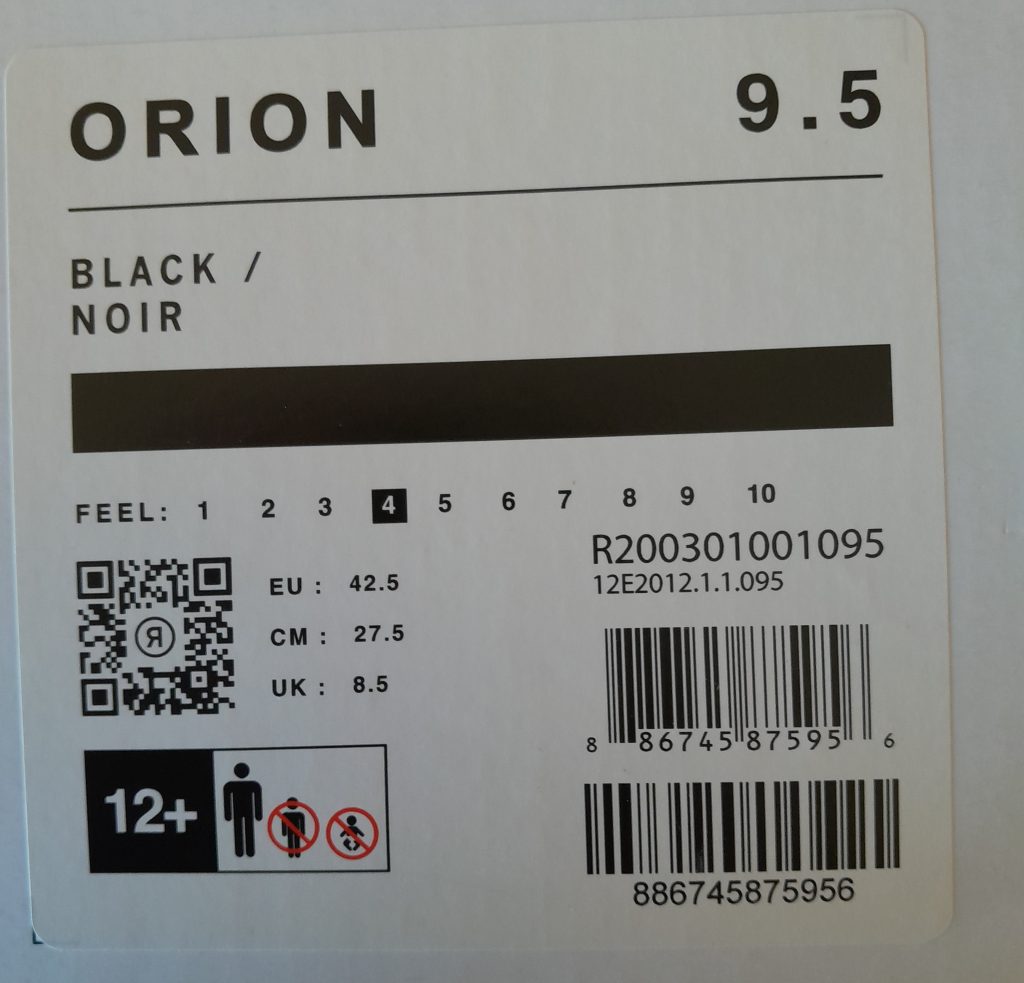 ORION 9.5
BLACK /
NOIR
FEEL: 1 2 3 4 5 6 7 8 9 10
R200301001095
12E2012.1.1.095
EU : 42.5
CM : 27.5
UK : 8.5
8 86745 87595 6
12+
886745875956